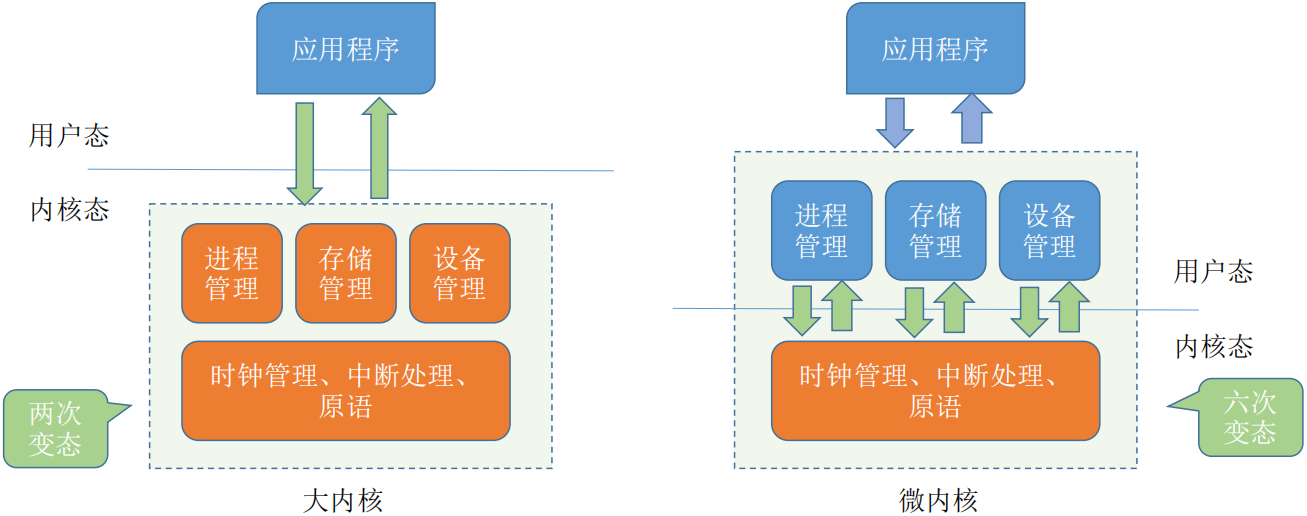 应用程序
用户态
内核态
进程
管理
存储
管理
设备
管理
时钟管理、中断处理、
原语
两次
变态
大内核
应用程序
进程
管理
存储
管理
设备
管理
用户态
内核态
时钟管理、中断处理、
原语
六次
变态
微内核